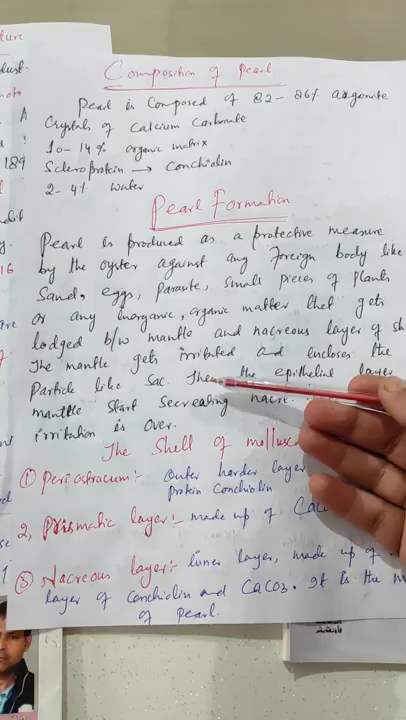 Composition of Pearl
Pearl is Composed of 82-86% argonite
Crystals of Calcium Carbonate
10-14% organic matrix
Scleroprotein → Conchiolin
2-4% water
Pearl Formation
Pearl is produced as a protective measure
by the oyster against any foreign body like
Sand, eggs, parasite, small pieces of plants
or any inorganic, organic matter that gets
lodged b/w mantle and nacreous layer of sh
The mantle gets irritated and encloses the
Particle like sac. Then the epithelial layer
mantle start secreating nacre.
irritation is over.
The Shell of mollusc
① Periostracum:- outer harder layer
protein Conchiolin
2, Prismatic layer:- made up of CaC
③ Nacreous layer:- inner layer, made up of
layer of Conchiolin and CaCO3. It is the m
of pearl.